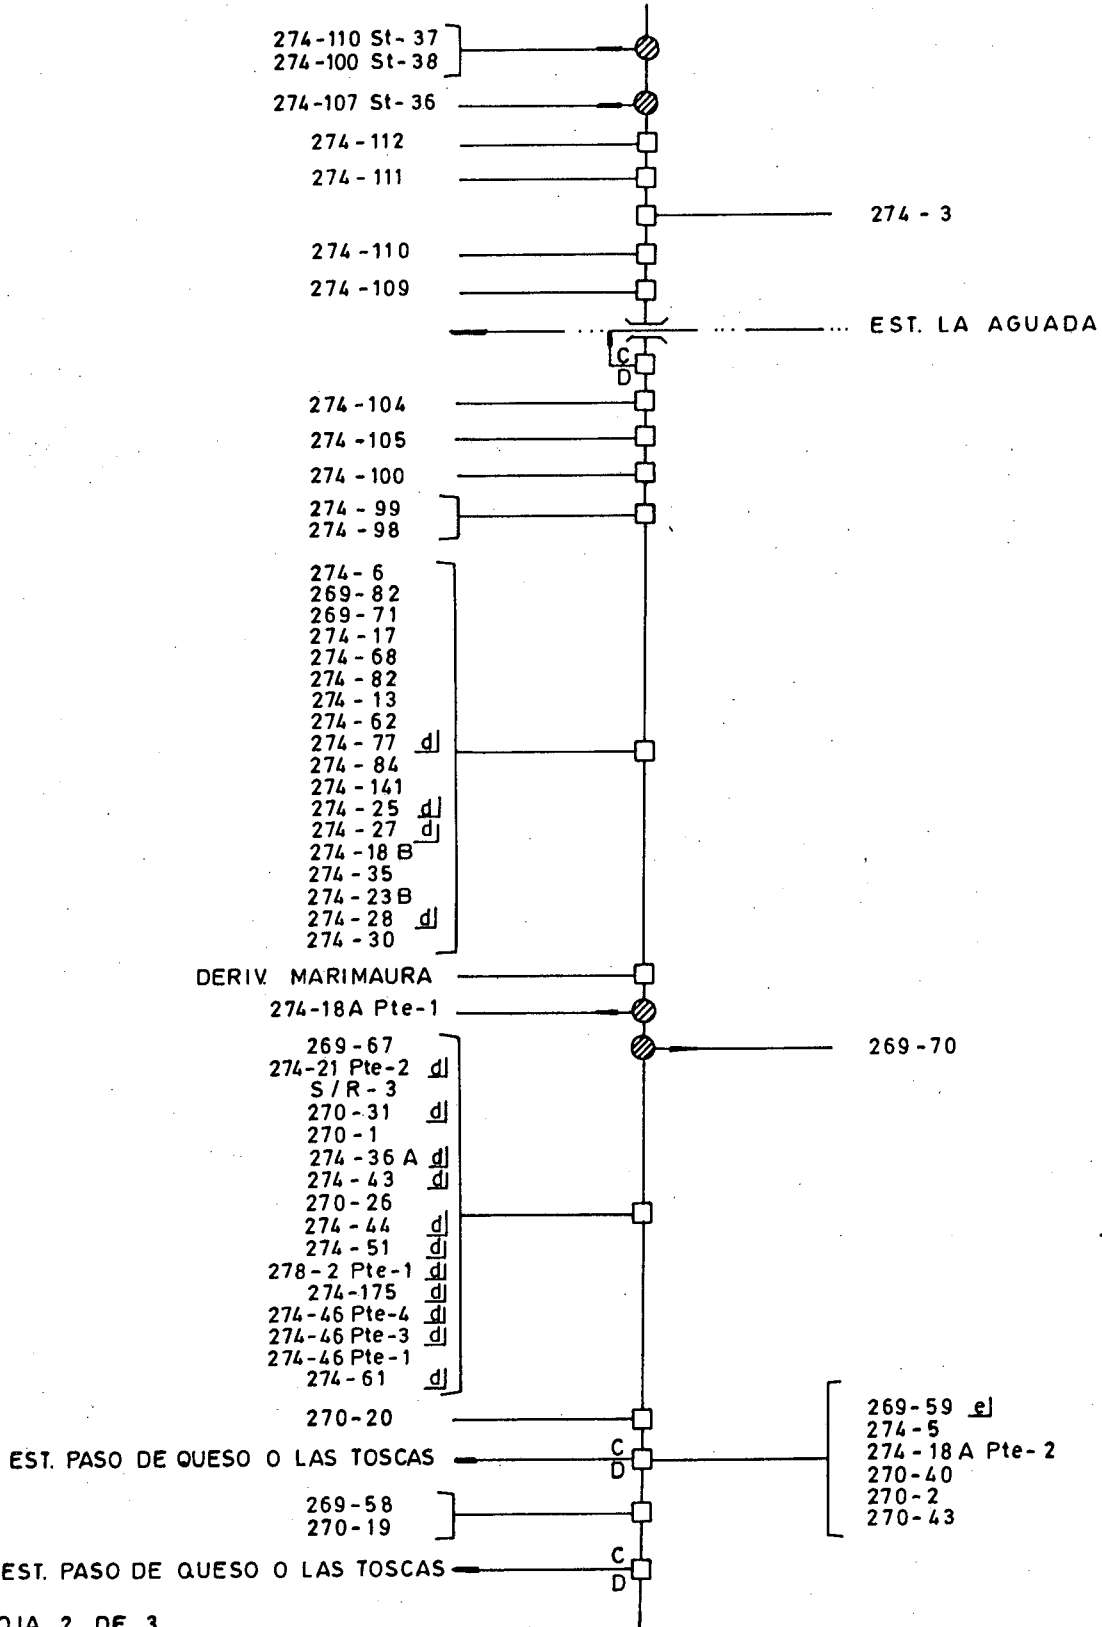 274-110 St-37
274-100 St-38
274-107 St-36
274-112
274-111
274-3
274-110
274-109
EST. LA AGUADA
C
D
274-104
274-105
274-100
274-99
274-98
274-6
269-82
269-71
274-17
274-68
274-82
274-13
274-62
274-77 d
274-84
274-141
274-25 d
274-27 d
274-18 B
274-35
274-23B
274-28 d
274-30
DERIV. MARIMAURA
274-18A Pte-1
269-70
269-67
274-21 Pte-2 d
S/R-3
270-31 d
270-1
274-36 A d
274-43 d
270-26
274-44 d
274-51 d
278-2 Pte-1 d
274-175 d
274-46 Pte-4 d
274-46 Pte-3 d
274-46 Pte-1
274-61 d
270-20
EST. PASO DE QUESO O LAS TOSCAS
C
D
269-59 e
274-5
274-18A Pte-2
270-40
270-2
270-43
269-58
270-19
EST. PASO DE QUESO O LAS TOSCAS
C
D
OJA 2 DE 3